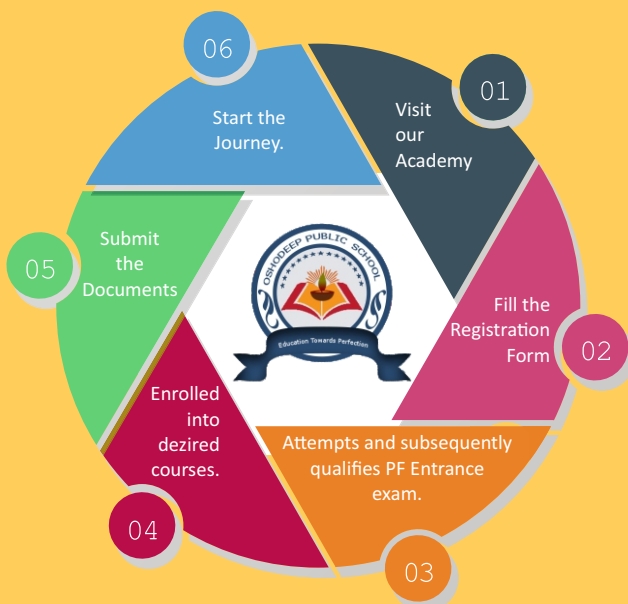 01
Visit
our
Academy
02
Fill the
Registration
Form
03
Attempts and subsequently
qualifies PF Entrance
exam.
04
Enrolled
into
dezired
courses.
05
Submit
the
Documents
06
Start the
Journey.
OSHODEEP PUBLIC SCHOOL
Education Towards Perfection